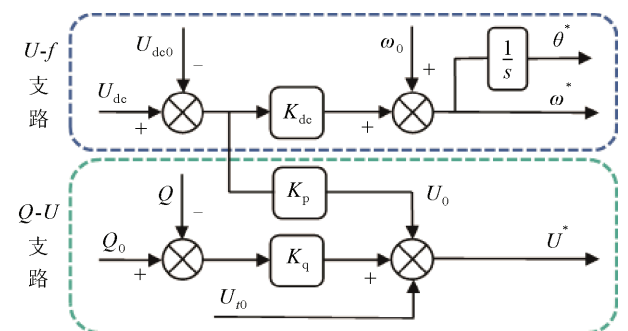 U-f
支
路
U_dc0
−
U_dc
+
K_dc
ω_0
+
+
1/s
θ*
ω*
Q-U
支
路
Q
−
Q_0
+
K_p
K_q
U_0
+
U_t0
U*